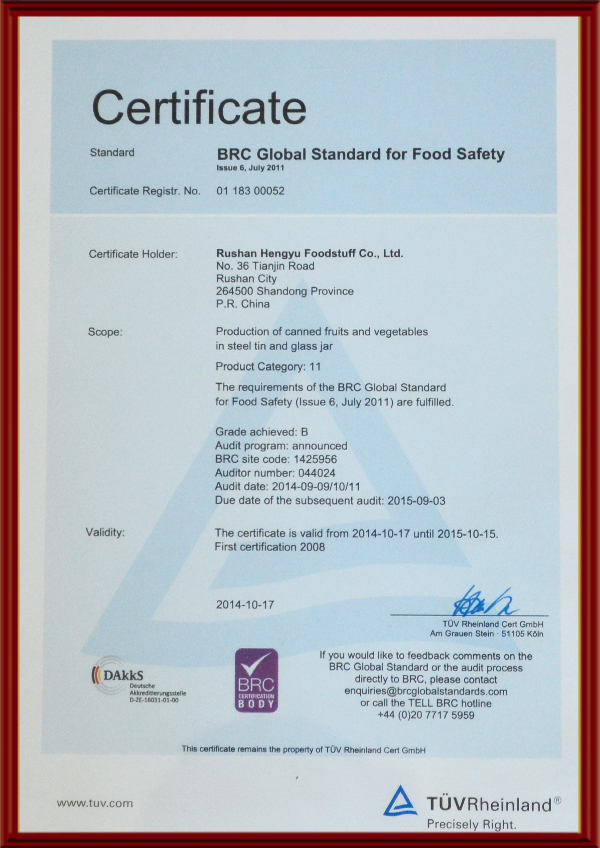 Certificate
Standard
BRC Global Standard for Food Safety
Issue 6, July 2011
Certificate Registr. No.
01 183 00052
Certificate Holder:
Rushan Hengyu Foodstuff Co., Ltd.
No. 36 Tianjin Road
Rushan City
264500 Shandong Province
P.R. China
Scope:
Production of canned fruits and vegetables
in steel tin and glass jar
Product Category: 11
The requirements of the BRC Global Standard
for Food Safety (Issue 6, July 2011) are fulfilled.
Grade achieved: B
Audit program: announced
BRC site code: 1425956
Auditor number: 044024
Audit date: 2014-09-09/10/11
Due date of the subsequent audit: 2015-09-03
Validity:
The certificate is valid from 2014-10-17 until 2015-10-15.
First certification 2008
2014-10-17
TÜV Rheinland Cert GmbH
Am Grauen Stein · 51105 Köln
DAkkS
Deutsche
Akkreditierungsstelle
D-ZE-16031-01-00
BRC
CERTIFICATION
BODY
If you would like to feedback comments on the
BRC Global Standard or the audit process
directly to BRC, please contact
enquiries@brcglobalstandards.com
or call the TELL BRC hotline
+44 (0)20 7717 5959
This certificate remains the property of TÜV Rheinland Cert GmbH
www.tuv.com
TÜVRheinland®
Precisely Right.